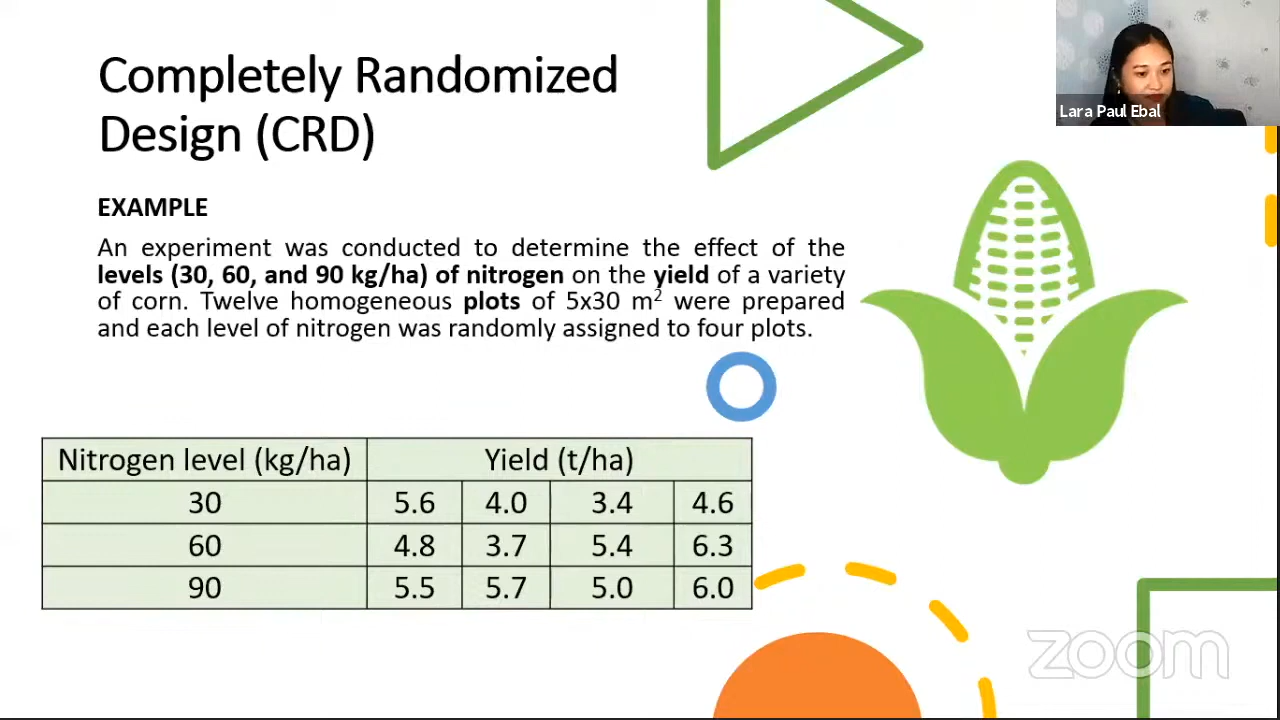 Completely Randomized
Design (CRD)
Lara Paul Ebal
EXAMPLE
An experiment was conducted to determine the effect of the
levels (30, 60, and 90 kg/ha) of nitrogen on the yield of a variety
of corn. Twelve homogeneous plots of 5x30 m² were prepared
and each level of nitrogen was randomly assigned to four plots.
Nitrogen level (kg/ha) Yield (t/ha)
30 5.6 4.0 3.4 4.6
60 4.8 3.7 5.4 6.3
90 5.5 5.7 5.0 6.0
zoom